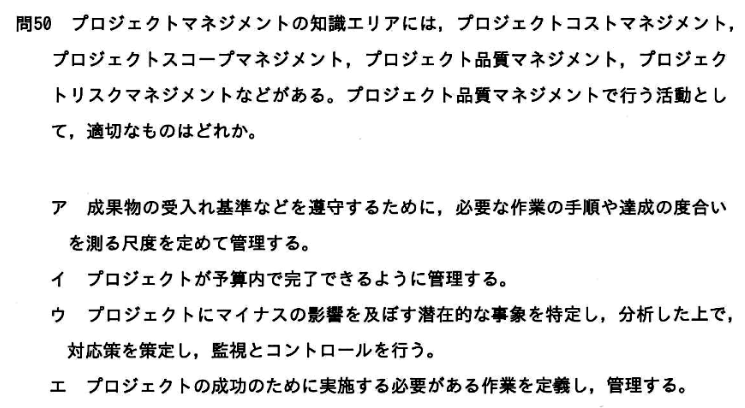 問50　プロジェクトマネジメントの知識エリアには，プロジェクトコストマネジメント，
プロジェクトスコープマネジメント，プロジェクト品質マネジメント，プロジェク
トリスクマネジメントなどがある。プロジェクト品質マネジメントで行う活動とし
て，適切なものはどれか。
ア　成果物の受入れ基準などを遵守するために，必要な作業の手順や達成の度合い
を測る尺度を定めて管理する。
イ　プロジェクトが予算内で完了できるように管理する。
ウ　プロジェクトにマイナスの影響を及ぼす潜在的な事象を特定し，分析した上で，
対応策を策定し，監視とコントロールを行う。
エ　プロジェクトの成功のために実施する必要がある作業を定義し，管理する。